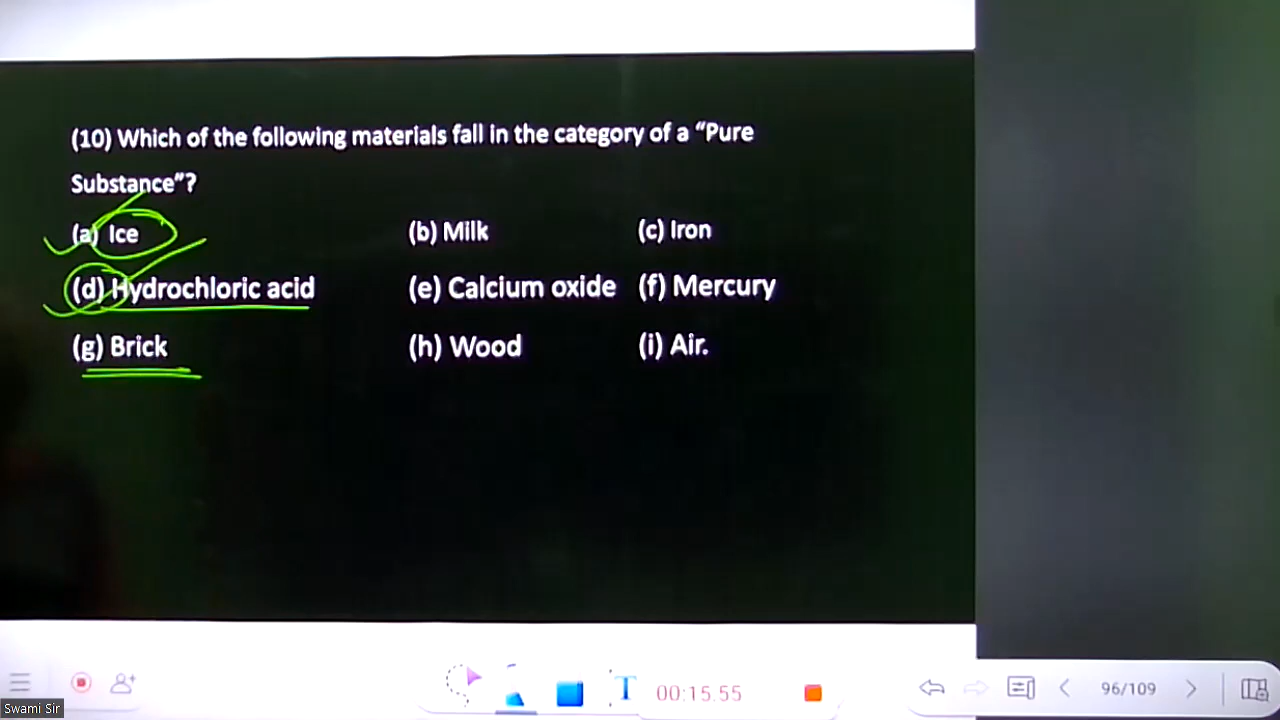 (10) Which of the following materials fall in the category of a “Pure
Substance”?
(a) Ice (b) Milk (c) Iron
(d) Hydrochloric acid (e) Calcium oxide (f) Mercury
(g) Brick (h) Wood (i) Air.
T 00:15.55 96/109
Swami Sir